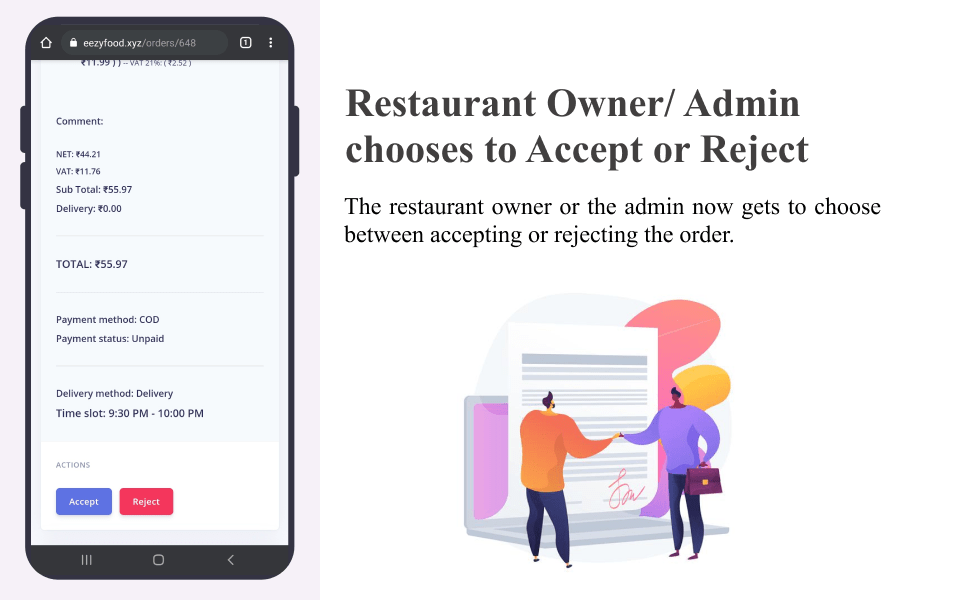 eezyfood.xyz/orders/648
1
₹11.99 ) ) -- VAT 21%: ( ₹2.52 )
Comment:
NET: ₹44.21
VAT: ₹11.76
Sub Total: ₹55.97
Delivery: ₹0.00
TOTAL: ₹55.97
Payment method: COD
Payment status: Unpaid
Delivery method: Delivery
Time slot: 9:30 PM - 10:00 PM
ACTIONS
Accept
Reject
Restaurant Owner/ Admin
chooses to Accept or Reject
The restaurant owner or the admin now gets to choose
between accepting or rejecting the order.